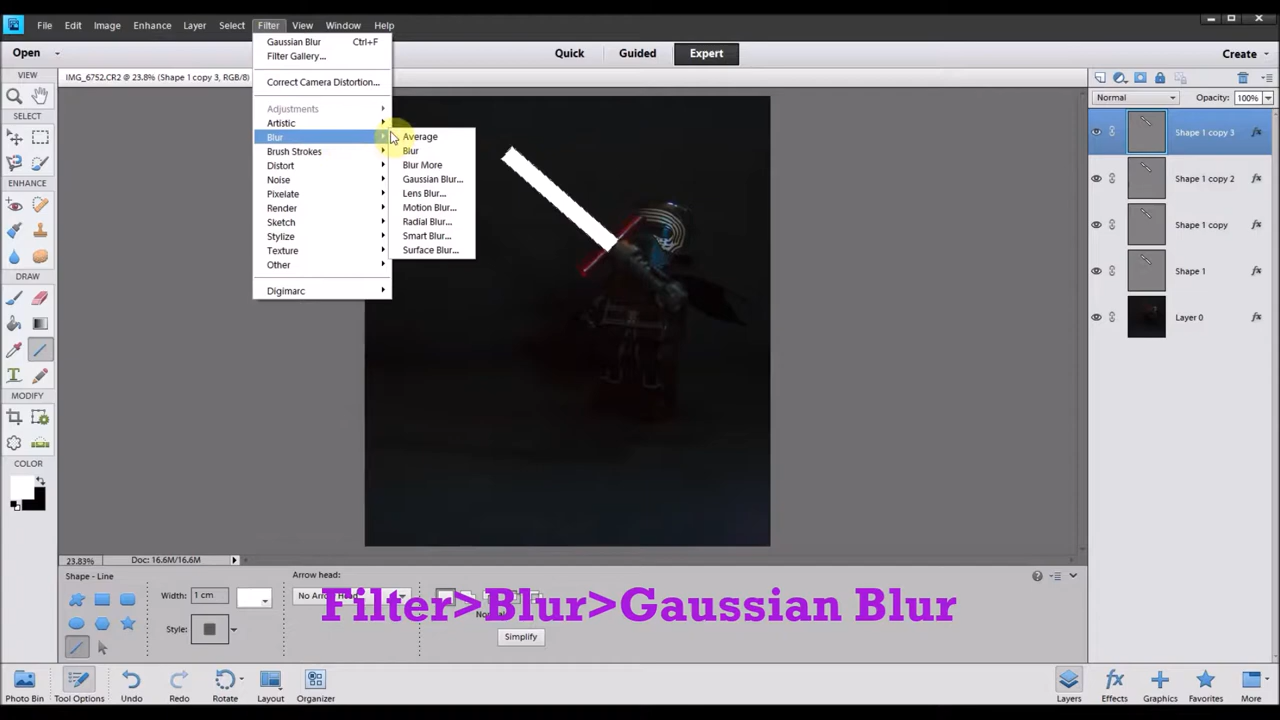 File Edit Image Enhance Layer Select Filter View Window Help
Open Quick Guided Expert Create
Gaussian Blur Ctrl+F
Filter Gallery...
Correct Camera Distortion...
Adjustments
Artistic
Blur
Brush Strokes
Distort
Noise
Pixelate
Render
Sketch
Stylize
Texture
Other
Digimarc
Average
Blur
Blur More
Gaussian Blur...
Lens Blur...
Motion Blur...
Radial Blur...
Smart Blur...
Surface Blur...
IMG_6752.CR2 @ 23.8% (Shape 1 copy 3, RGB/8)
VIEW
SELECT
ENHANCE
DRAW
MODIFY
COLOR
Normal Opacity: 100%
Shape 1 copy 3
Shape 1 copy 2
Shape 1 copy
Shape 1
Layer 0
23.83% Doc: 16.6M/16.6M
Shape - Line
Width: 1 cm
Style:
Arrow head:
No Arrow
Simplify
Filter>Blur>Gaussian Blur
Photo Bin Tool Options Undo Redo Rotate Layout Organizer Layers Effects Graphics Favorites More